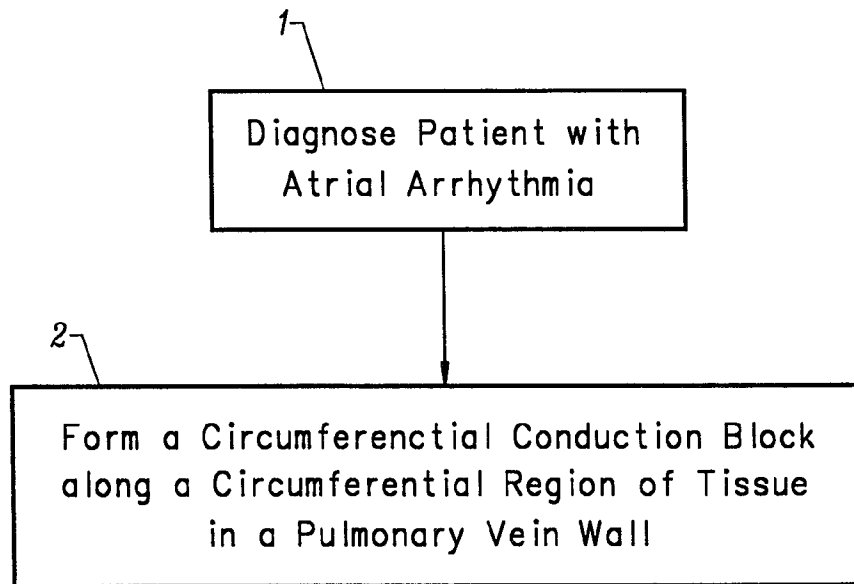 1
Diagnose Patient with
Atrial Arrhythmia
2
Form a Circumferenctial Conduction Block
along a Circumferential Region of Tissue
in a Pulmonary Vein Wall